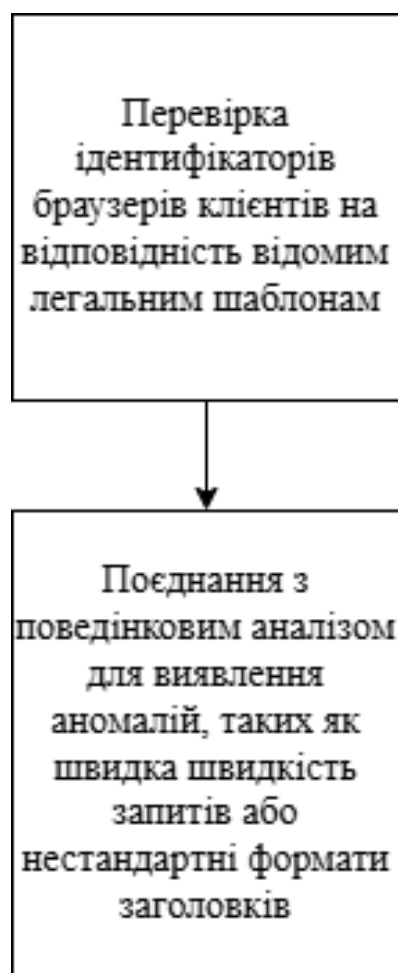 Перевірка
ідентифікаторів
браузерів клієнтів на
відповідність відомим
легальним шаблонам
Поєднання з
поведінковим аналізом
для виявлення
аномалій, таких як
швидка швидкість
запитів або
нестандартні формати
заголовків